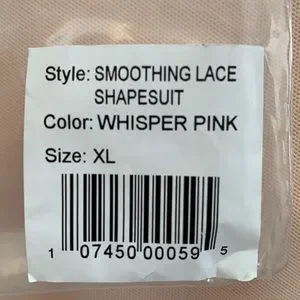 Style: SMOOTHING LACE
SHAPESUIT
Color: WHISPER PINK
Size: XL
1 07450 00059 5